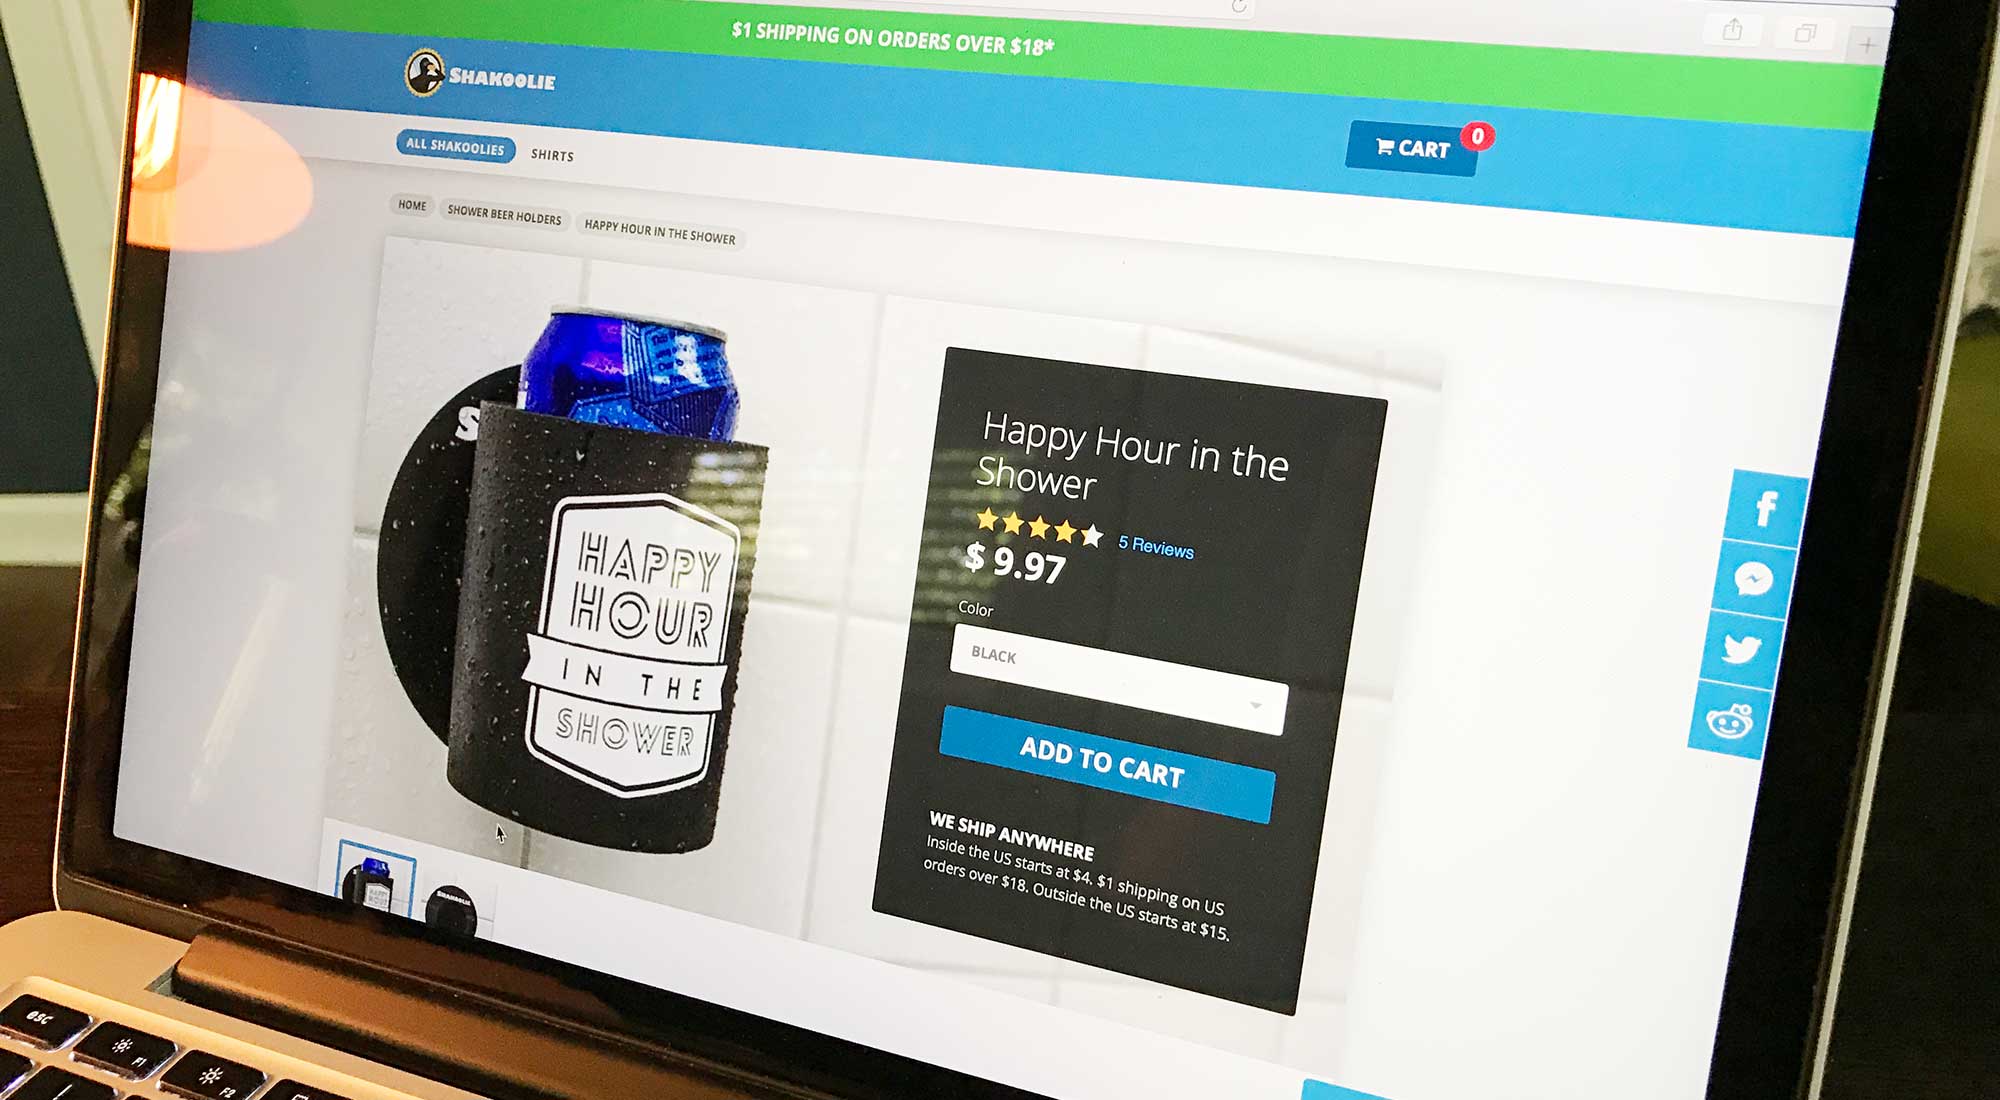 $1 SHIPPING ON ORDERS OVER $18*
SHAKOOLIE
CART
0
ALL SHAKOOLIES
SHIRTS
HOME
SHOWER BEER HOLDERS
HAPPY HOUR IN THE SHOWER
S
HAPPY
HOUR
IN THE
SHOWER
Happy Hour in the
Shower
5 Reviews
$ 9.97
Color
BLACK
ADD TO CART
WE SHIP ANYWHERE
Inside the US starts at $4. $1 shipping on US
orders over $18. Outside the US starts at $15.
HAPPY
HOUR
SHAKOOLIE
esc
F1
F2